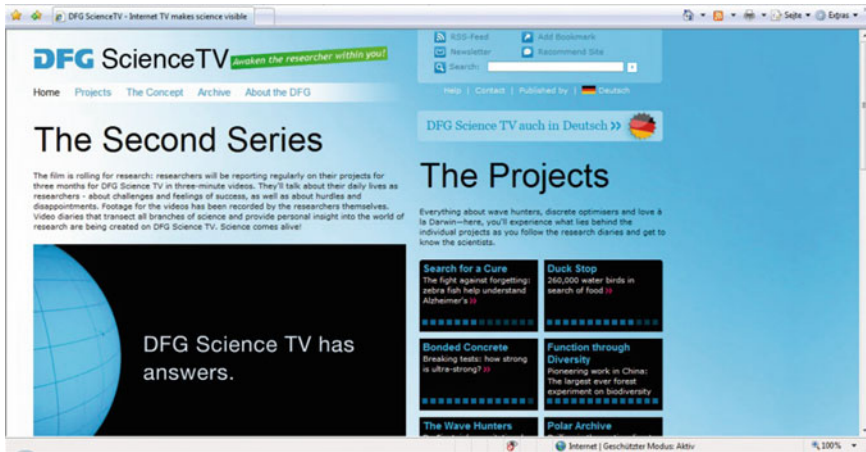 DFG ScienceTV - Internet TV makes science visible
Seite
Extras
DFG ScienceTV
Awaken the researcher within you!
Home Projects The Concept Archive About the DFG
RSS-Feed Add Bookmark
Newsletter Recommend Site
Search:
Help | Contact | Published by | Deutsch
DFG Science TV auch in Deutsch »
The Second Series
The film is rolling for research: researchers will be reporting regularly on their projects for
three months for DFG Science TV in three-minute videos. They'll talk about their daily lives as
researchers - about challenges and feelings of success, as well as about hurdles and
disappointments. Footage for the videos has been recorded by the researchers themselves.
Video diaries that transect all branches of science and provide personal insight into the world of
research are being created on DFG Science TV. Science comes alive!
DFG Science TV has
answers.
The Projects
Everything about wave hunters, discrete optimisers and love à
la Darwin—here, you'll experience what lies behind the
individual projects as you follow the research diaries and get to
know the scientists.
Search for a Cure
The fight against forgetting:
zebra fish help understand
Alzheimer's »
Duck Stop
260,000 water birds in
search of food »
Bonded Concrete
Breaking tests: how strong
is ultra-strong? »
Function through
Diversity
Pioneering work in China:
The largest ever forest
experiment on biodiversity
The Wave Hunters
Polar Archive
Internet | Geschützter Modus: Aktiv
100%